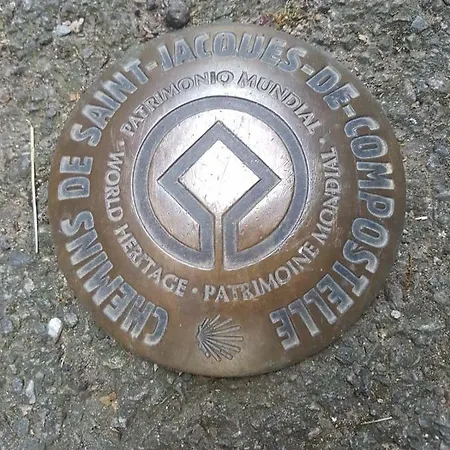 CHEMINS DE SAINT-JACQUES-DE-COMPOSTELLE
WORLD HERITAGE · PATRIMONIO MUNDIAL · PATRIMOINE MONDIAL